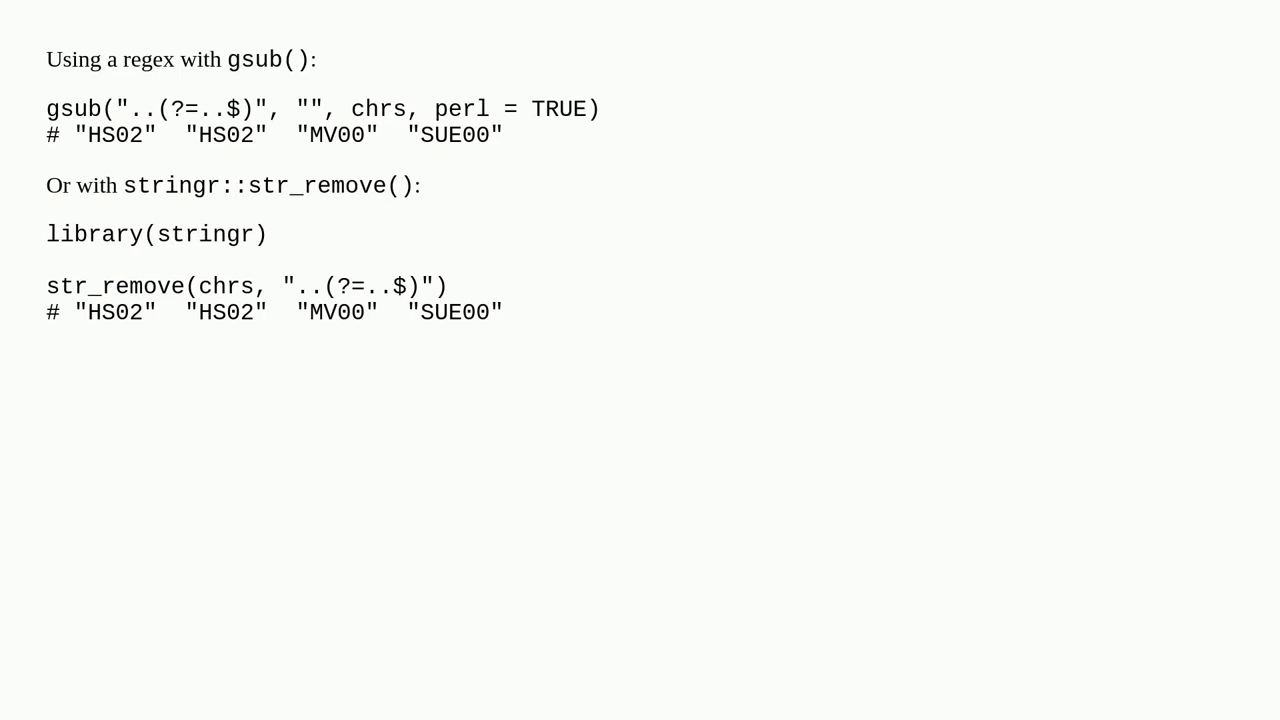 Using a regex with gsub():
gsub("..(?=..$)", "", chrs, perl = TRUE)
# "HS02"  "HS02"  "MV00"  "SUE00"
Or with stringr::str_remove():
library(stringr)
str_remove(chrs, "..(?=..$)")
# "HS02"  "HS02"  "MV00"  "SUE00"